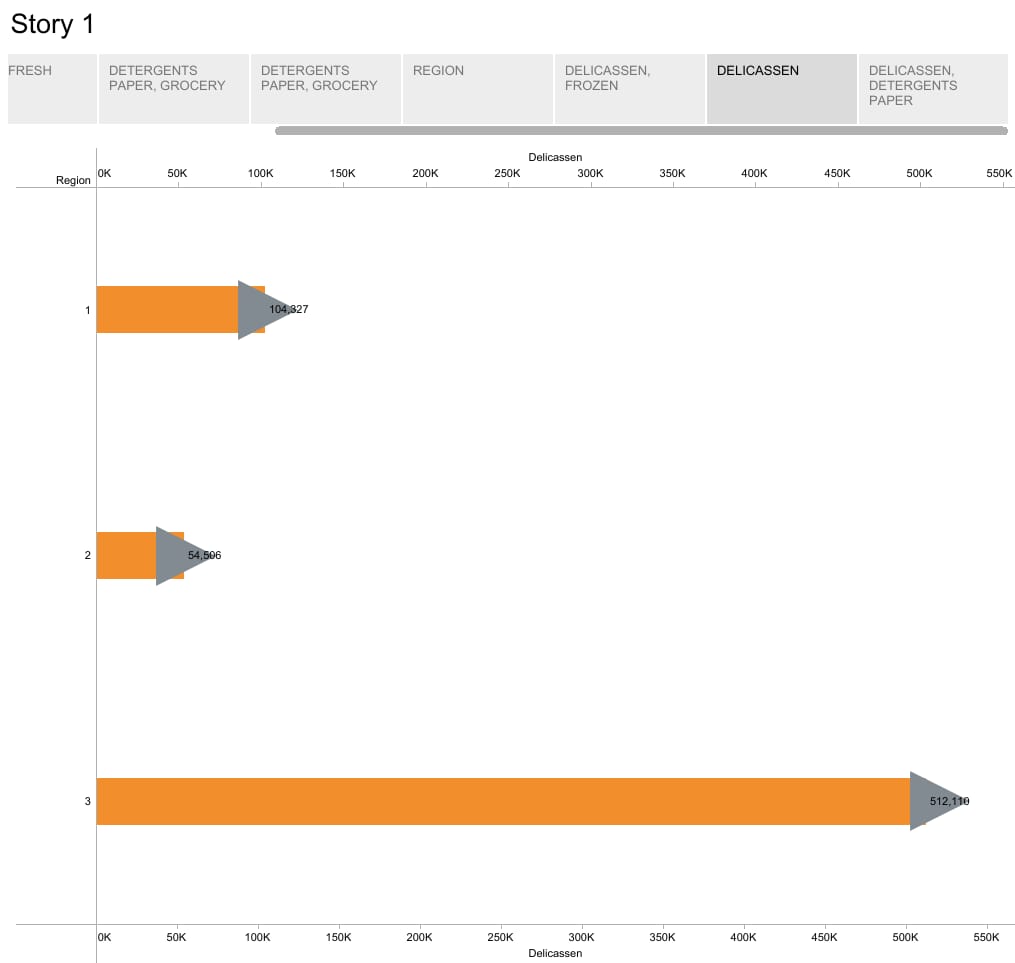 Story 1
FRESH
DETERGENTS
PAPER, GROCERY
DETERGENTS
PAPER, GROCERY
REGION
DELICASSEN,
FROZEN
DELICASSEN
DELICASSEN,
DETERGENTS
PAPER
Delicassen
Region
0K 50K 100K 150K 200K 250K 300K 350K 400K 450K 500K 550K
1
104,327
2
54,506
3
512,110
0K 50K 100K 150K 200K 250K 300K 350K 400K 450K 500K 550K
Delicassen